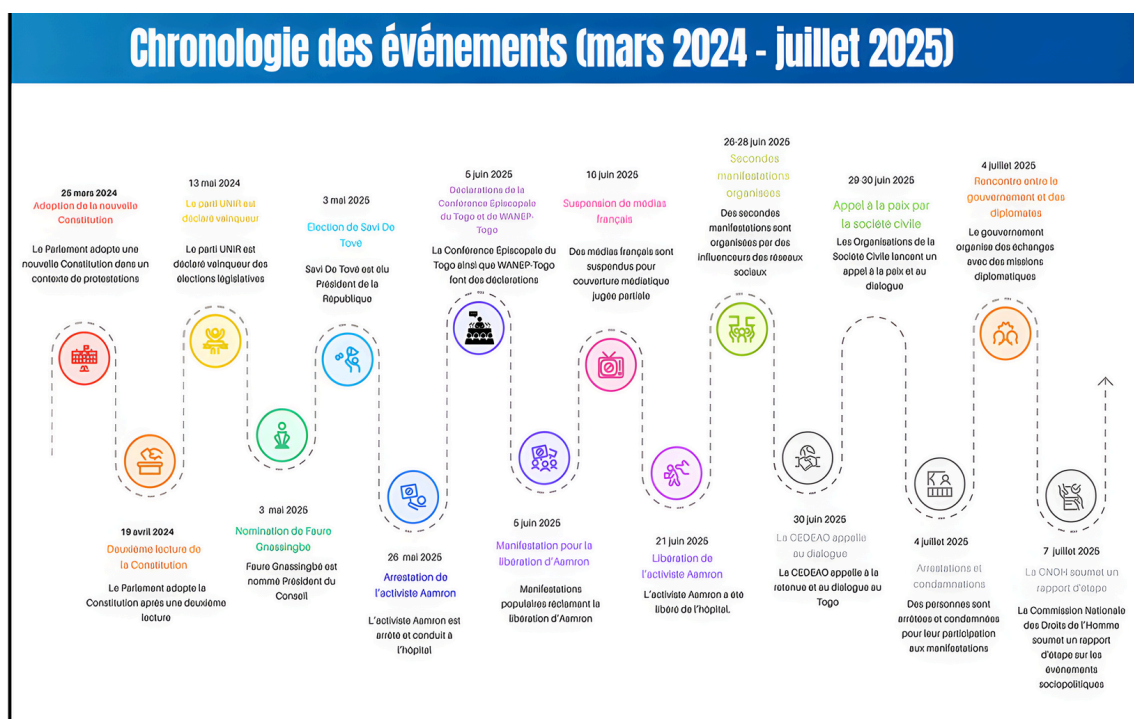 Chronologie des événements (mars 2024 - juillet 2025)
25 mars 2024
Adoption de la nouvelle
Constitution
Le Parlement adopte une
nouvelle Constitution dans un
contexte de protestations
19 avril 2024
Deuxième lecture de
la Constitution
Le Parlement adopte la
Constitution après une deuxième
lecture
13 mai 2024
Le parti UNIR est
déclaré vainqueur
Le parti UNIR est
déclaré vainqueur des
élections législatives
3 mai 2025
Nomination de Faure
Gnassingbé
Faure Gnassingbé est
nommé Président du
Conseil
3 mai 2025
Élection de Savi De
Tové
Savi De Tové est élu
Président de la
République
26 mai 2025
Arrestation de
l'activiste Aamron
L'activiste Aamron est
arrêté et conduit à
l'hôpital
5 juin 2025
Déclarations de la
Conférence Épiscopale
du Togo et de WANEP-
Togo
La Conférence Épiscopale du
Togo ainsi que WANEP-Togo
font des déclarations
6 juin 2025
Manifestation pour la
libération d'Aamron
Manifestations
populaires réclamant la
libération d'Aamron
16 juin 2025
Suspension de médias
français
Des médias français sont
suspendus pour
couverture médiatique
jugée partiale
21 juin 2025
Libération de
l'activiste Aamron
L'activiste Aamron a été
libéré de l'hôpital.
26-28 juin 2025
Secondes
manifestations
organisées
Des secondes
manifestations sont
organisées par des
influenceurs des réseaux
sociaux
30 juin 2025
La CEDEAO appelle
au dialogue
La CEDEAO appelle à la
retenue et au dialogue au
Togo
29-30 juin 2025
Appel à la paix par
la société civile
Les Organisations de la
Société Civile lancent un
appel à la paix et au
dialogue
4 juillet 2025
Arrestations et
condamnations
Des personnes sont
arrêtées et condamnées
pour leur participation
aux manifestations
4 juillet 2025
Rencontre entre le
gouvernement et des
diplomates
Le gouvernement
organise des échanges
avec des missions
diplomatiques
7 juillet 2025
La CNDH soumet un
rapport d'étape
La Commission Nationale
des Droits de l'Homme
soumet un rapport
d'étape sur les
événements
sociopolitiques